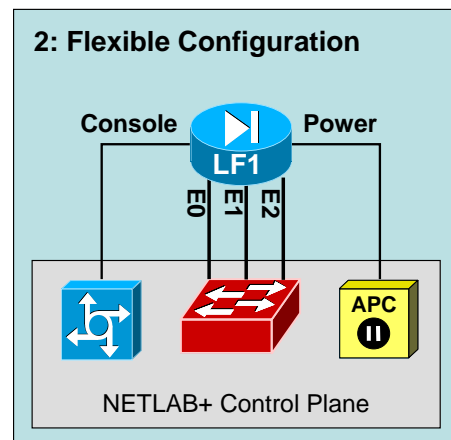 2: Flexible Configuration
Console
Power
LF1
E0
E1
E2
APC
NETLAB+ Control Plane